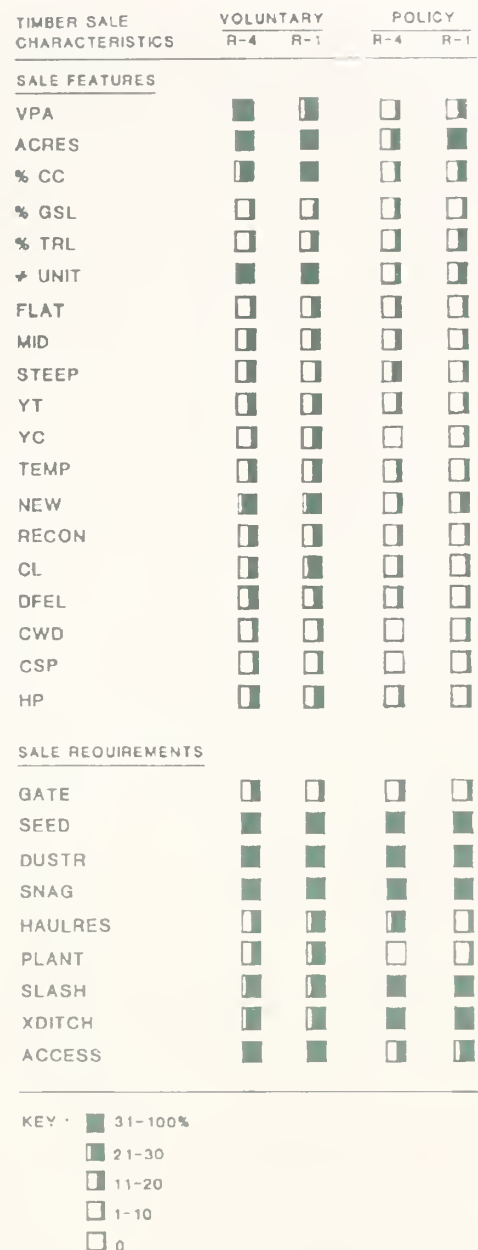 TIMBER SALE VOLUNTARY POLICY
CHARACTERISTICS R-4 R-1 R-4 R-1
SALE FEATURES
VPA
ACRES
% CC
% GSL
% TRL
≠ UNIT
FLAT
MID
STEEP
YT
YC
TEMP
NEW
RECON
CL
DFEL
CWD
CSP
HP
SALE REQUIREMENTS
GATE
SEED
DUSTR
SNAG
HAULRES
PLANT
SLASH
XDITCH
ACCESS
KEY : 31-100%
21-30
11-20
1-10
0